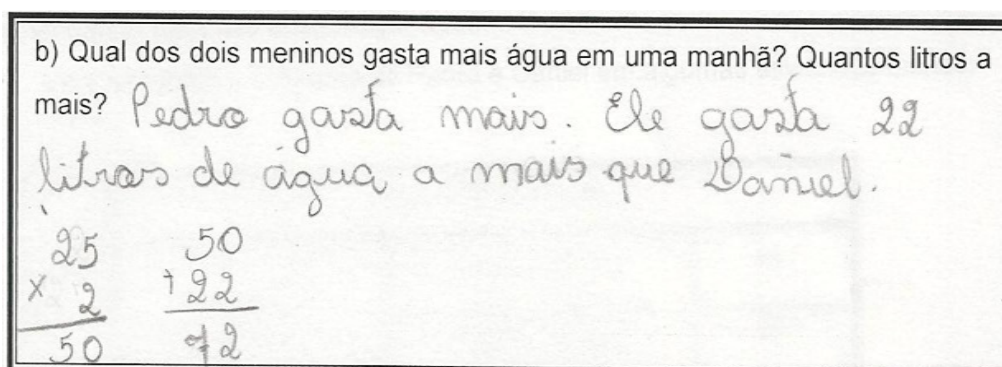 b) Qual dos dois meninos gasta mais água em uma manhã? Quantos litros a
mais? Pedro gasta mais. Ele gasta 22
litros de água a mais que Daniel.
25 50
x 2 +22
50 72